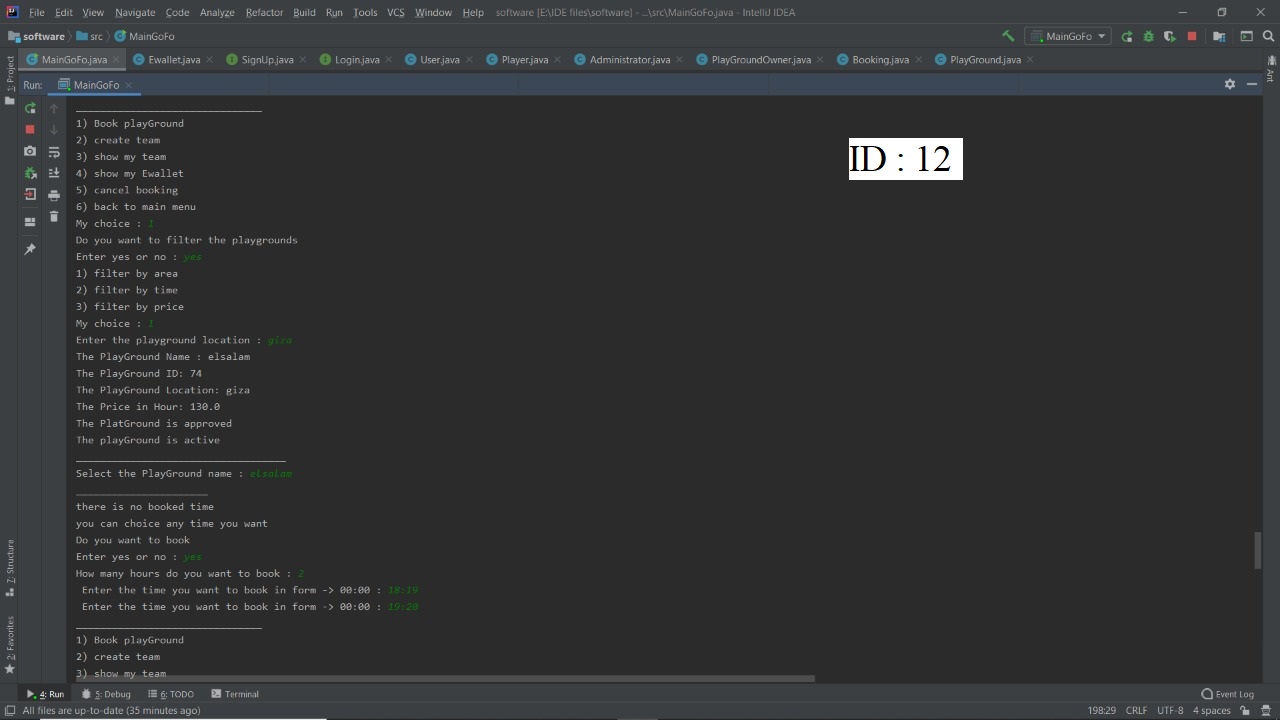 File Edit View Navigate Code Analyze Refactor Build Run Tools VCS Window Help software [E:\IDE files\software] - ...\src\MainGoFo.java - IntelliJ IDEA
software src MainGoFo MainGoFo
MainGoFo.java Ewallet.java SignUp.java Login.java User.java Player.java Administrator.java PlayGroundOwner.java Booking.java PlayGround.java
1: Project
Ant
Run: MainGoFo
1) Book playGround
2) create team
3) show my team
4) show my Ewallet
5) cancel booking
6) back to main menu
My choice : 1
Do you want to filter the playgrounds
Enter yes or no : yes
1) filter by area
2) filter by time
3) filter by price
My choice : 1
Enter the playground location : giza
The PlayGround Name : elsalam
The PlayGround ID: 74
The PlayGround Location: giza
The Price in Hour: 130.0
The PlatGround is approved
The playGround is active
Select the PlayGround name : elsalam
there is no booked time
you can choice any time you want
Do you want to book
Enter yes or no : yes
How many hours do you want to book : 2
Enter the time you want to book in form -> 00:00 : 18:19
Enter the time you want to book in form -> 00:00 : 19:20
1) Book playGround
2) create team
3) show my team
ID : 12
7: Structure
2: Favorites
4: Run 5: Debug 6: TODO Terminal Event Log
All files are up-to-date (35 minutes ago) 198:29 CRLF UTF-8 4 spaces